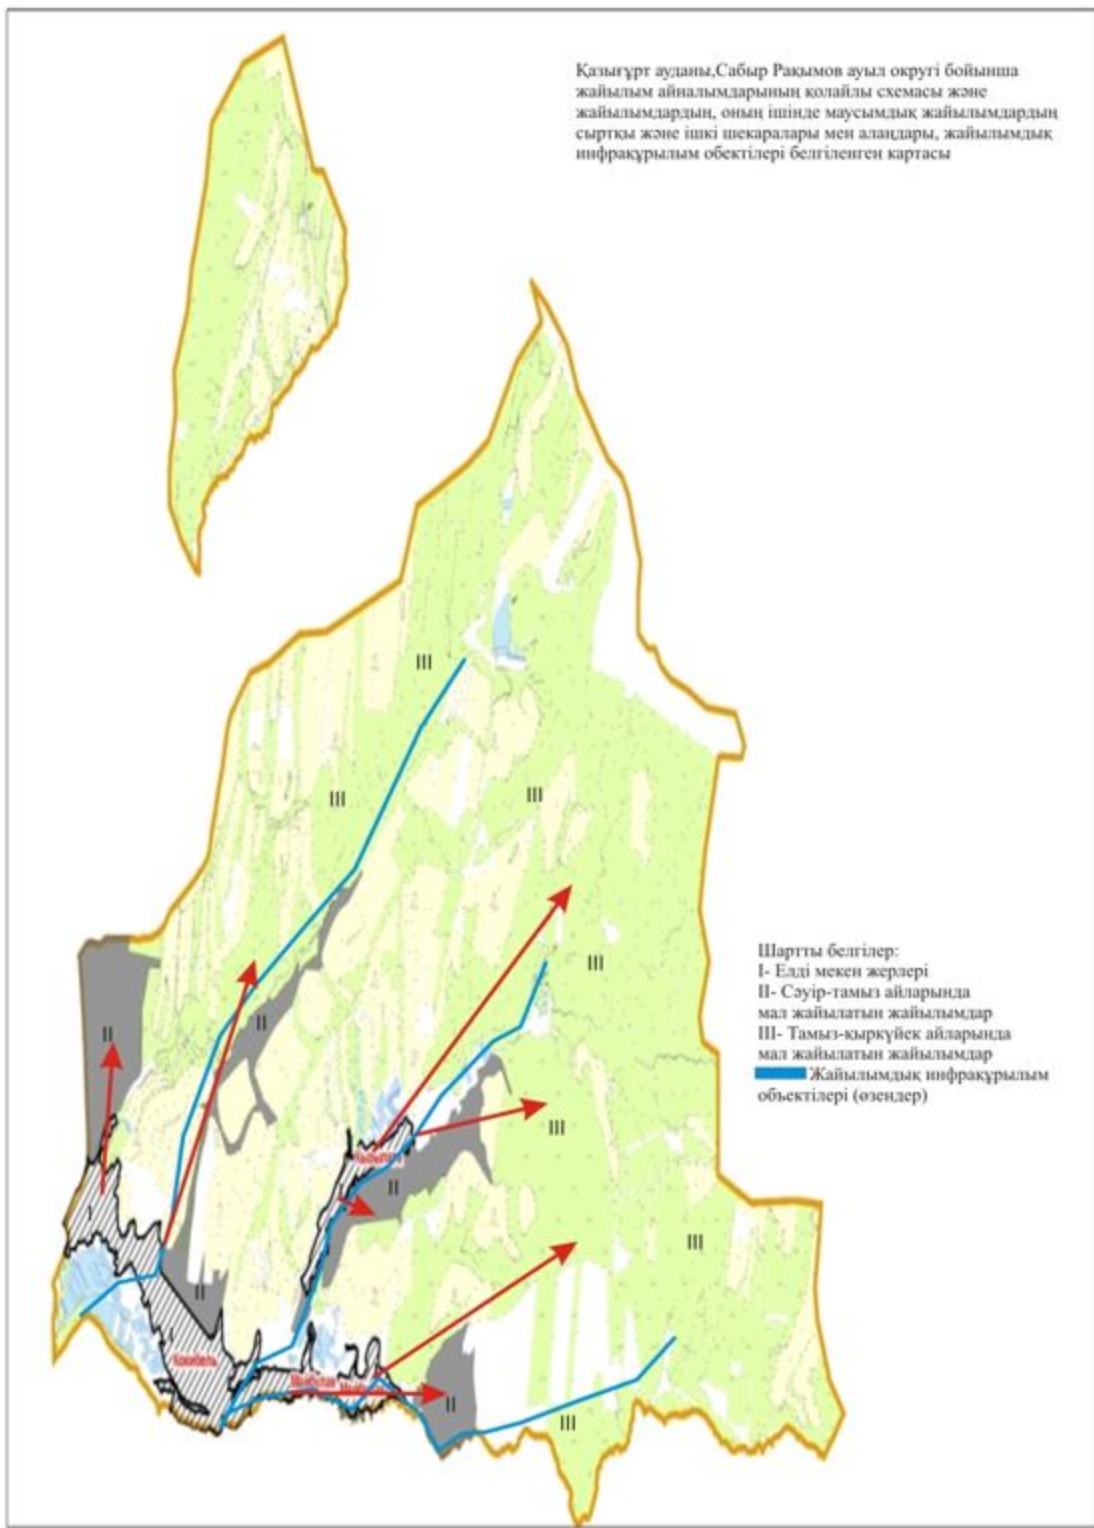 Қазығұрт ауданы,Сабыр Рақымов ауыл округі бойынша
жайылым айналымдарының қолайлы схемасы және
жайылымдардың, оның ішінде маусымдық жайылымдардың
сыртқы және ішкі шекаралары мен алаңдары, жайылымдық
инфрақұрылым обектілері белгіленген картасы
III
III
III
III
II
II
III
II
I
III
II
I
Кокибель
II
III
Шартты белгілер:
I- Елді мекен жерлері
II- Сәуір-тамыз айларында
мал жайылатын жайылымдар
III- Тамыз-қыркүйек айларында
мал жайылатын жайылымдар
Жайылымдық инфрақұрылым
объектілері (өзендер)